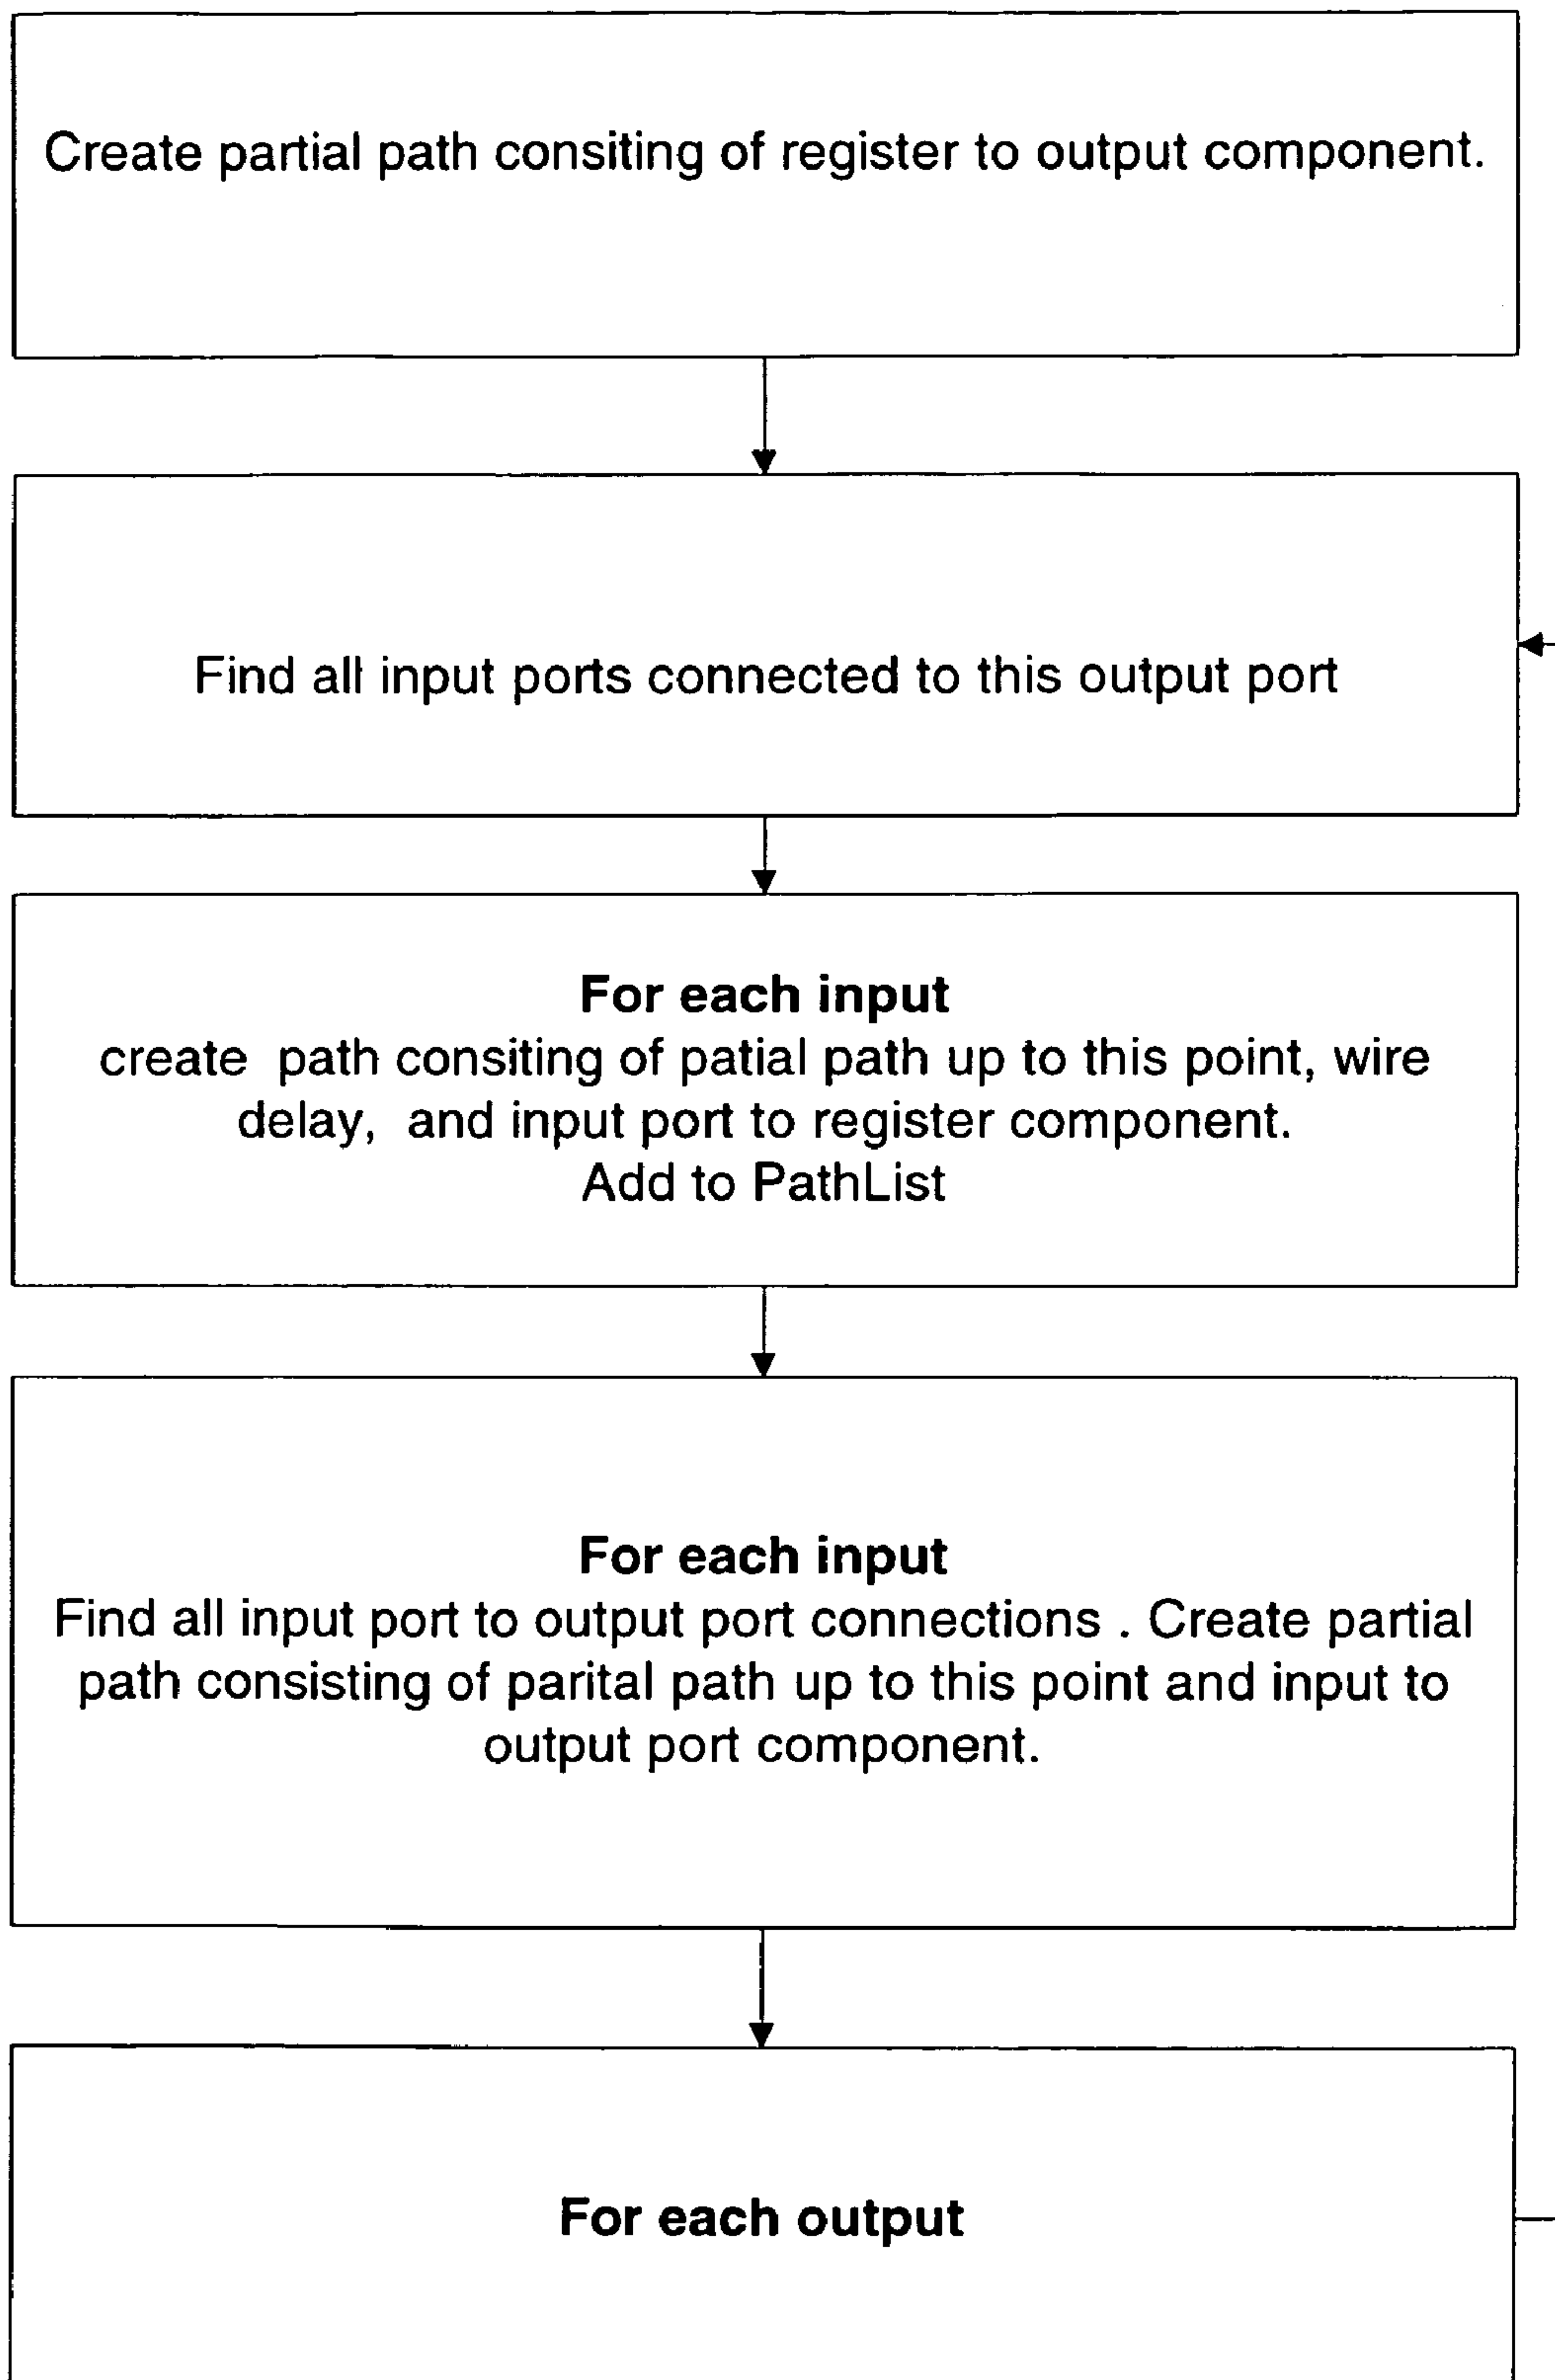 Create partial path consiting of register to output component.
Find all input ports connected to this output port
For each input
create path consiting of patial path up to this point, wire
delay, and input port to register component.
Add to PathList
For each input
Find all input port to output port connections . Create partial
path consisting of parital path up to this point and input to
output port component.
For each output